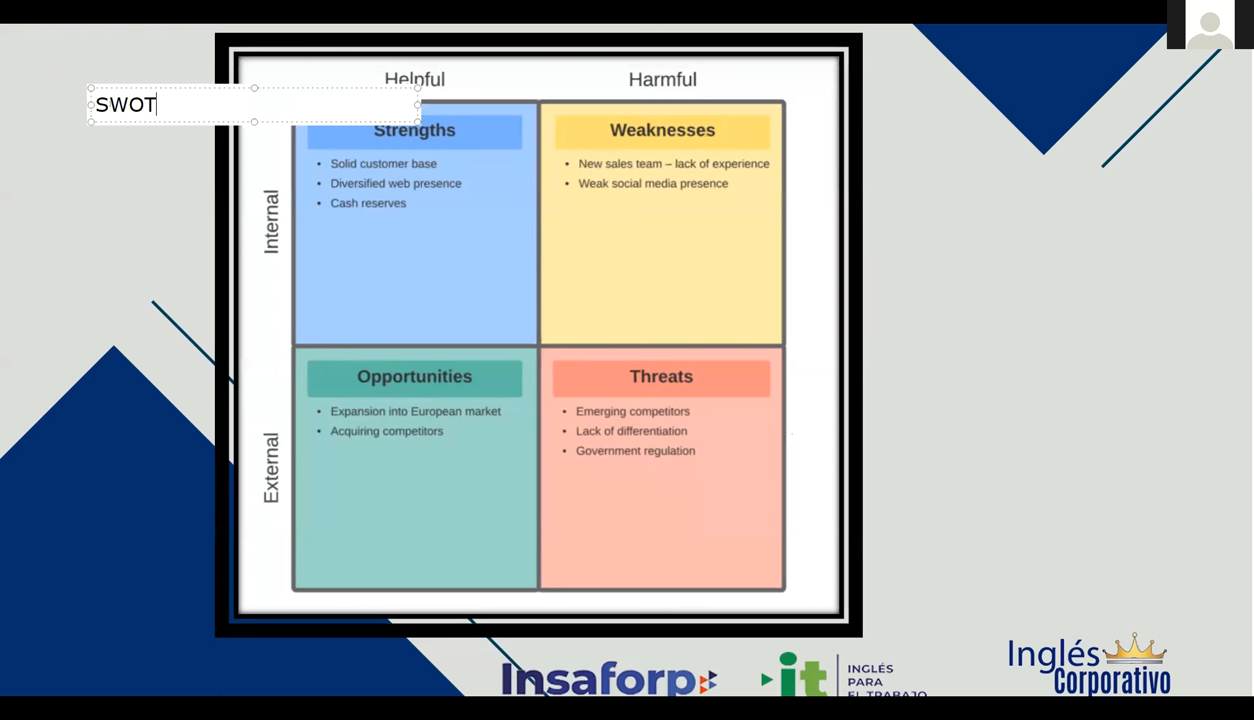 Helpful
Harmful
SWOT
Strengths
Weaknesses
• Solid customer base
• Diversified web presence
• Cash reserves
• New sales team – lack of experience
• Weak social media presence
Internal
Opportunities
Threats
• Expansion into European market
• Acquiring competitors
• Emerging competitors
• Lack of differentiation
• Government regulation
External
Insaforp
it
INGLÉS
PARA
EL TRABAJO
Inglés
Corporativo